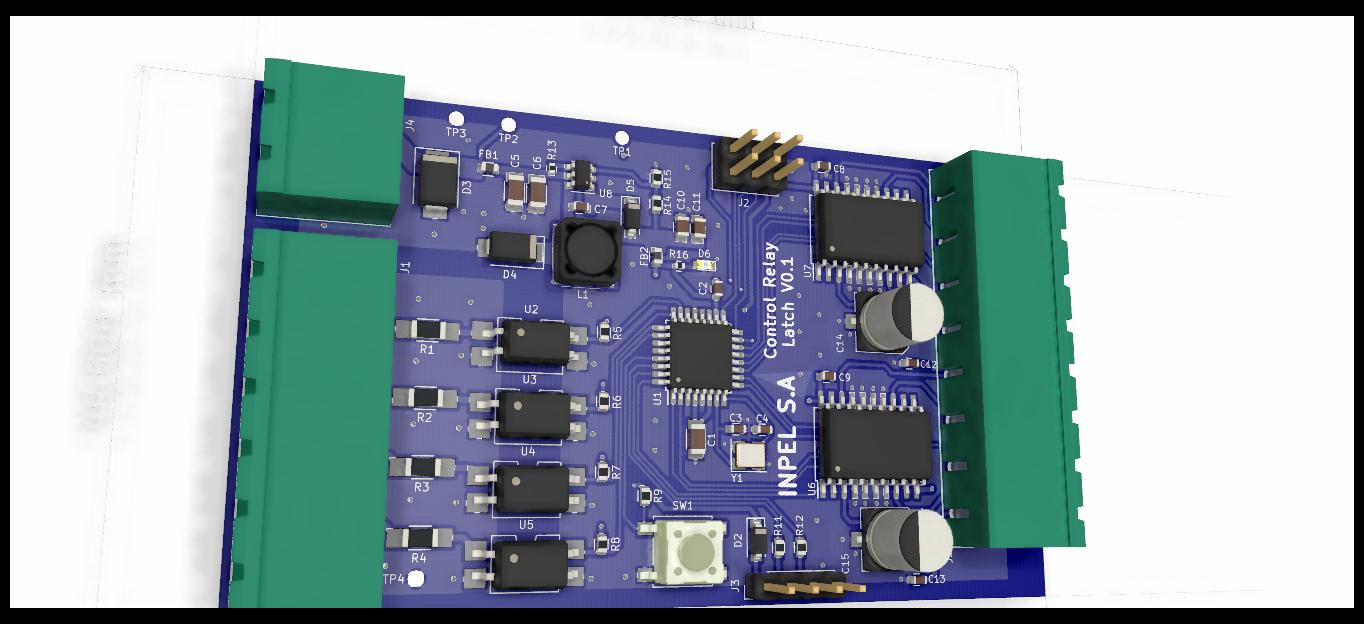 J4
TP3
TP2
TP1
FB1
C5
C6
R13
U8
D5
R15
R14
C10
C11
J2
C8
D3
C7
D4
L1
FB2
R16
D6
C2
U7
J1
U2
R1
R5
U1
Control Relay
Latch V0.1
C14
C12
U3
R2
R6
C9
U4
C1
C3
C4
Y1
INPEL S.A
U6
R3
R7
R9
SW1
U5
R4
R8
D2
R11
R12
C15
TP4
J3
C13